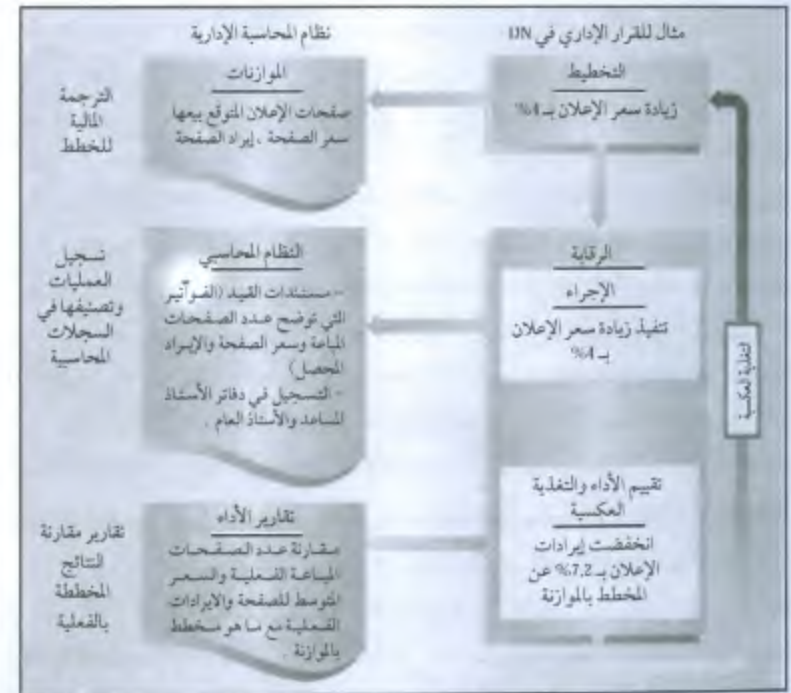 مثال للقرار الإداري في DN
نظام المحاسبة الإدارية
التخطيط
زيادة سعر الإعلان بـ 4%
الموازنات
صفحات الإعلان المتوقع بيعها
سعر الصفحة ، إيراد الصفحة
الترجمة
المالية
للخطط
الرقابة
الإجراء
تنفيذ زيادة سعر الإعلان
بـ 4%
النظام المحاسبي
- مستندات القيد (الفواتير
التي توضح عدد الصفحات
المباعة وسعر الصفحة والإيراد
المحصل)
- التسجيل في دفاتر الأستاذ
المساعد والأستاذ العام .
تسجيل
العمليات
وتصنيفها في
السجلات
المحاسبية
تقييم الأداء والتغذية
العكسية
انخفضت إيرادات
الإعلان بـ 7.2% عن
المخطط بالموازنة
تقارير الأداء
مقارنة عدد الصفحات
المباعة الفعلية والسعر
المتوسط للصفحة والايرادات
الفعلية مع ما هو مخطط
بالموازنة .
تقارير مقارنة
النتائج
المخططة
بالفعلية
التغذية العكسية